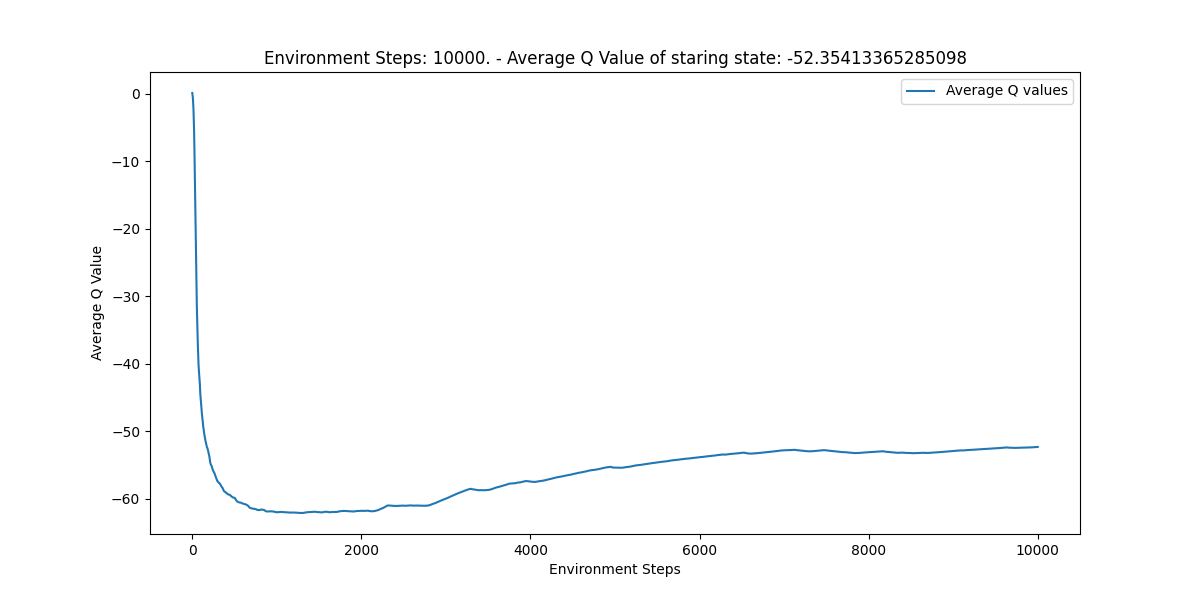 Environment Steps: 10000. - Average Q Value of staring state: -52.35413365285098
Average Q values
0
−10
−20
−30
−40
−50
−60
Average Q Value
0 2000 4000 6000 8000 10000
Environment Steps